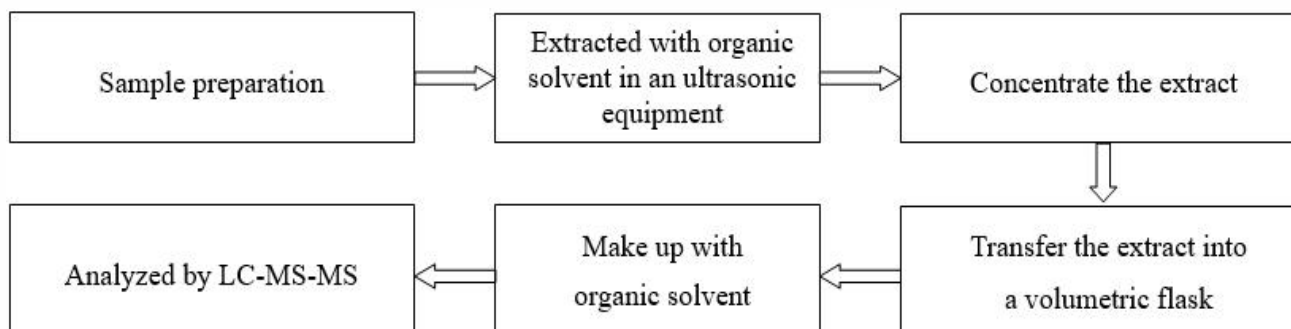 Sample preparation
Extracted with organic
solvent in an ultrasonic
equipment
Concentrate the extract
Transfer the extract into
a volumetric flask
Make up with
organic solvent
Analyzed by LC-MS-MS